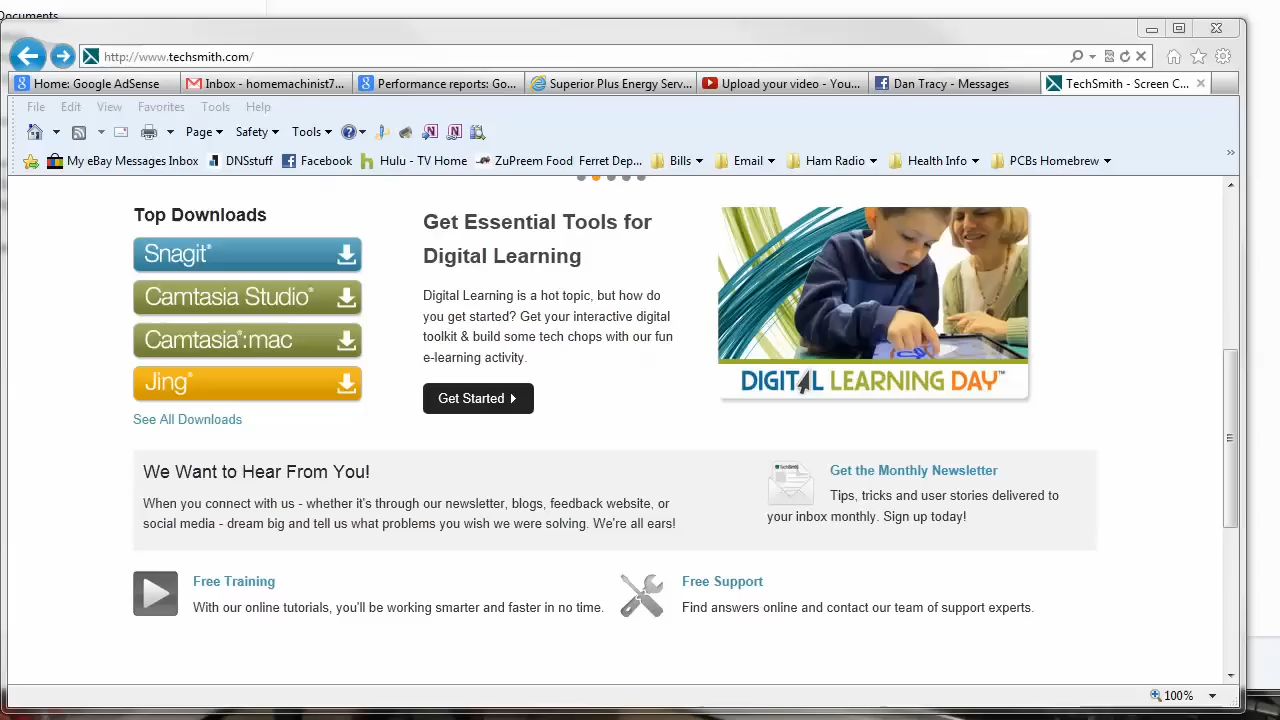 Documents
http://www.techsmith.com/
Home: Google AdSense
Inbox - homemachinist7...
Performance reports: Go...
Superior Plus Energy Serv...
Upload your video - You...
Dan Tracy - Messages
TechSmith - Screen C...
File Edit View Favorites Tools Help
Page Safety Tools
My eBay Messages Inbox DNSstuff Facebook Hulu - TV Home ZuPreem Food Ferret Dep... Bills Email Ham Radio Health Info PCBs Homebrew
Top Downloads
Snagit®
Camtasia Studio®
Camtasia®:mac
Jing®
See All Downloads
Get Essential Tools for
Digital Learning
Digital Learning is a hot topic, but how do
you get started? Get your interactive digital
toolkit & build some tech chops with our fun
e-learning activity.
Get Started
DIGITAL LEARNING DAY™
We Want to Hear From You!
When you connect with us - whether it's through our newsletter, blogs, feedback website, or
social media - dream big and tell us what problems you wish we were solving. We're all ears!
TechSmith
Get the Monthly Newsletter
Tips, tricks and user stories delivered to
your inbox monthly. Sign up today!
Free Training
With our online tutorials, you'll be working smarter and faster in no time.
Free Support
Find answers online and contact our team of support experts.
100%